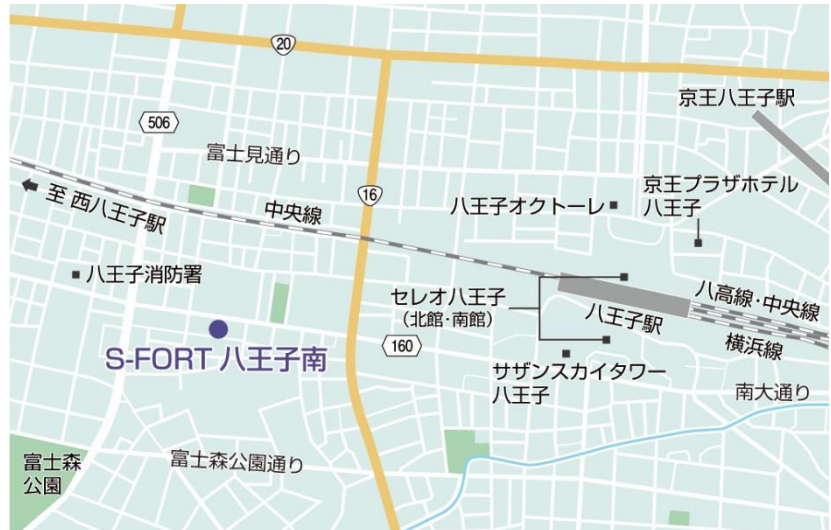 20
京王八王子駅
506
富士見通り
京王プラザホテル
八王子
至 西八王子駅
16
中央線
八王子オクトーレ
八王子消防署
セレオ八王子
（北館・南館）
八王子駅
八高線・中央線
横浜線
S-FORT 八王子南
160
サザンスカイタワー
八王子
南大通り
富士森
公園
富士森公園通り